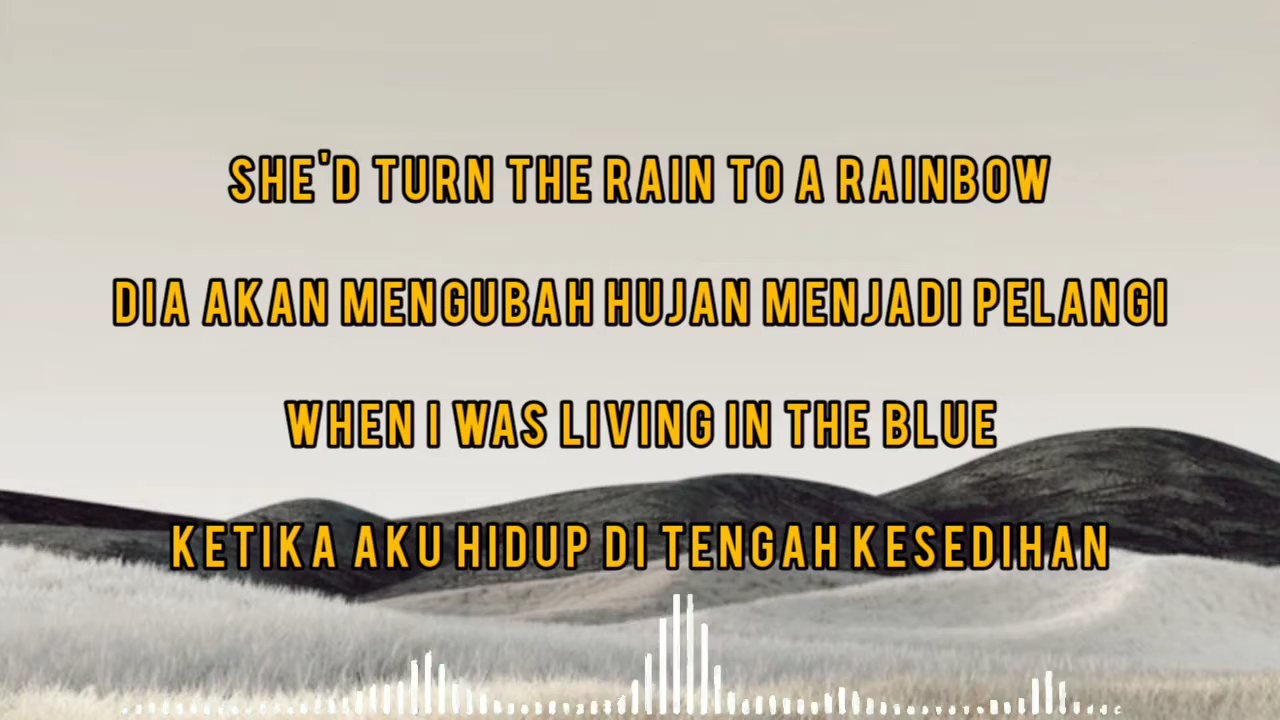 SHE'D TURN THE RAIN TO A RAINBOW
DIA AKAN MENGUBAH HUJAN MENJADI PELANGI
WHEN I WAS LIVING IN THE BLUE
KETIKA AKU HIDUP DI TENGAH KESEDIHAN